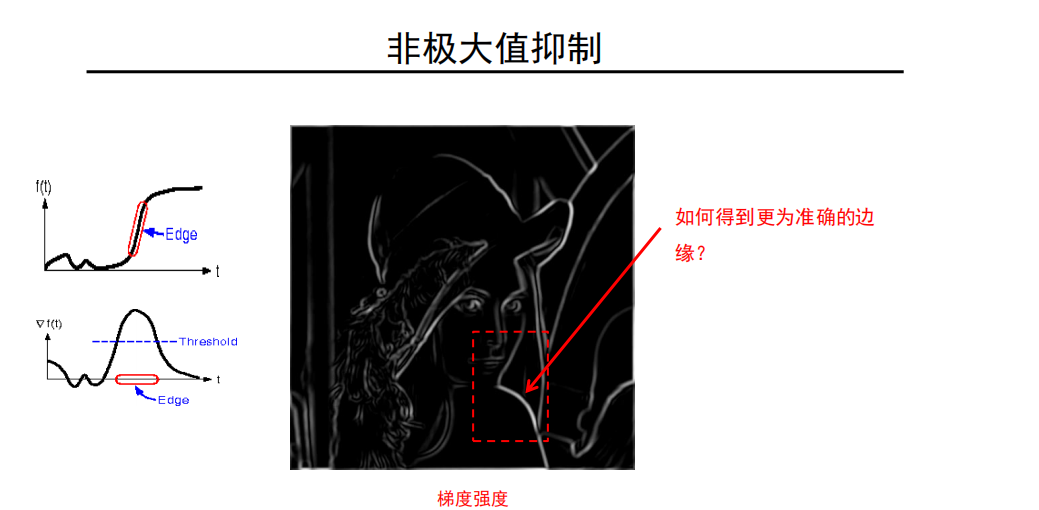 非极大值抑制
f(t)
Edge
t
∇f(t)
Threshold
t
Edge
如何得到更为准确的边
缘？
梯度强度